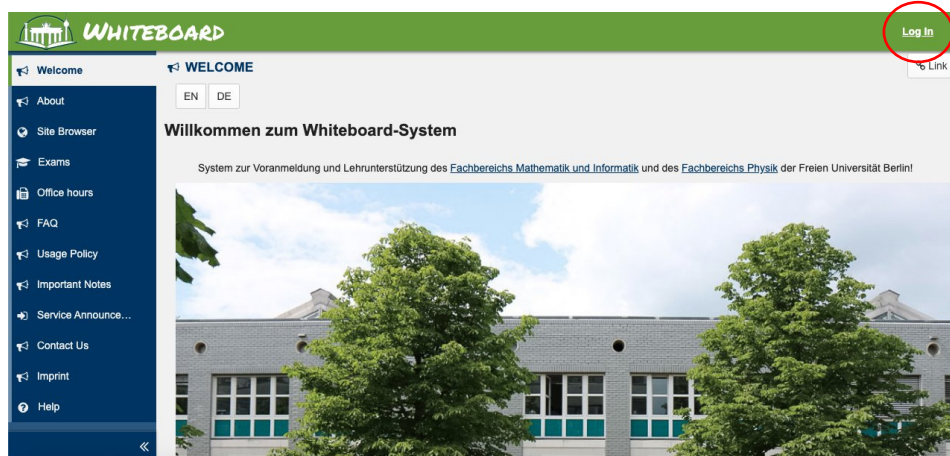 WHITEBOARD
Log In
Welcome
About
Site Browser
Exams
Office hours
FAQ
Usage Policy
Important Notes
Service Announce…
Contact Us
Imprint
Help
WELCOME
Link
EN DE
Willkommen zum Whiteboard-System
System zur Voranmeldung und Lehrunterstützung des Fachbereichs Mathematik und Informatik und des Fachbereichs Physik der Freien Universität Berlin!